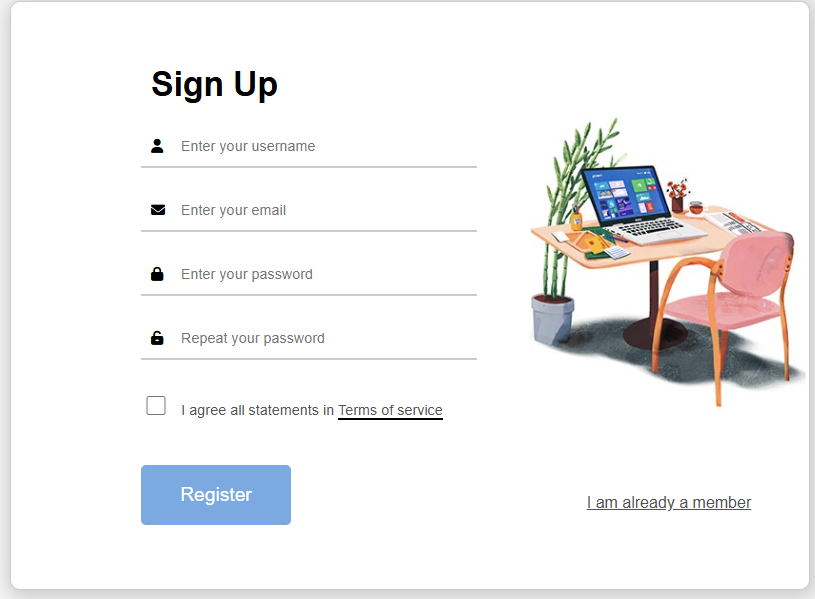 Sign Up
Enter your username
Enter your email
Enter your password
Repeat your password
I agree all statements in Terms of service
Register
I am already a member